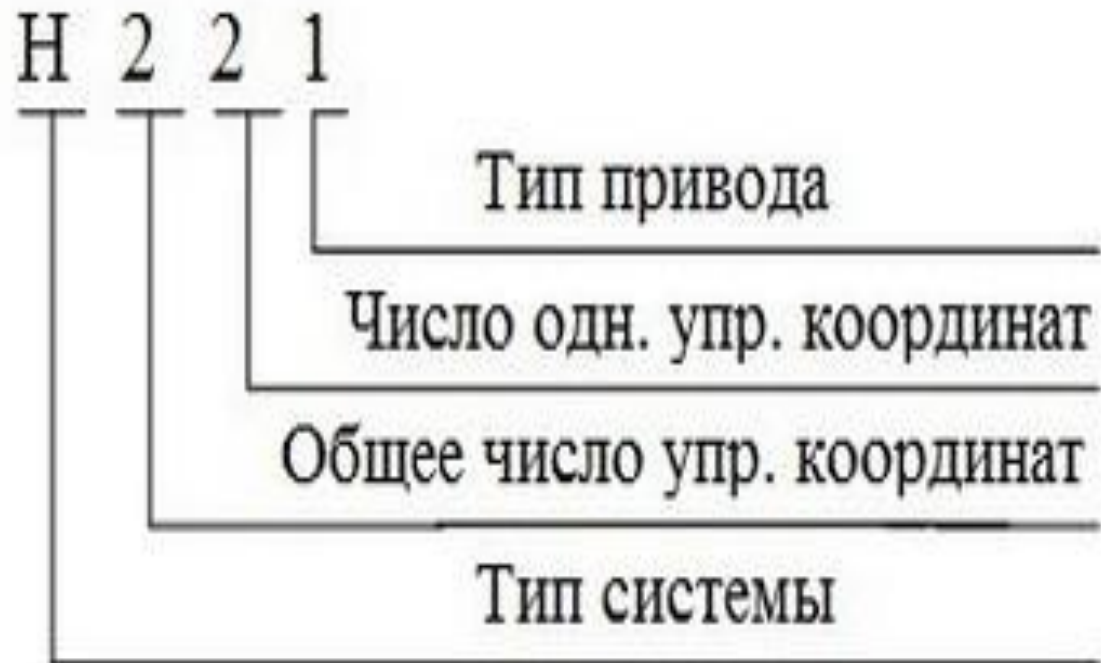 Н 2 2 1
Тип привода
Число одн. упр. координат
Общее число упр. координат
Тип системы